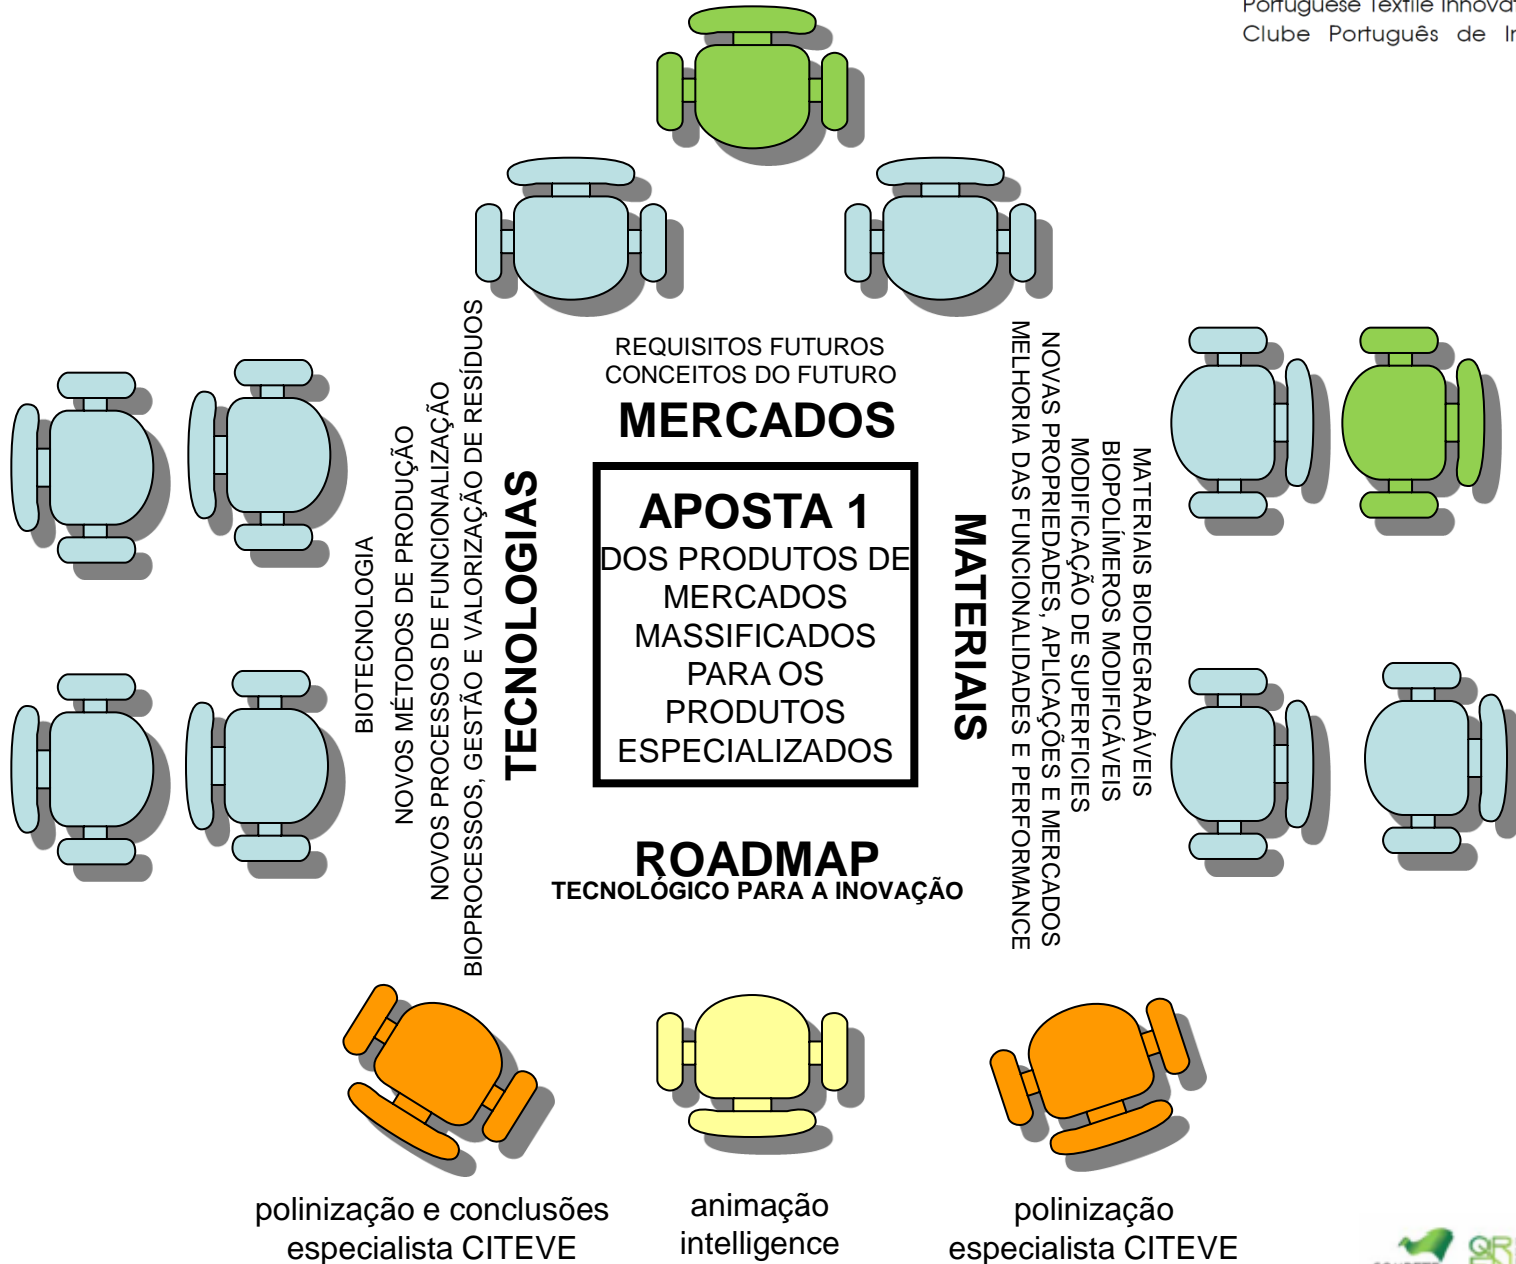 Portuguese Textile
Clube Português de
REQUISITOS FUTUROS
CONCEITOS DO FUTURO
MERCADOS
BIOTECNOLOGIA
NOVOS MÉTODOS DE PRODUÇÃO
NOVOS PROCESSOS DE FUNCIONALIZAÇÃO
BIOPROCESSOS, GESTÃO E VALORIZAÇÃO DE RESÍDUOS
TECNOLOGIAS
APOSTA 1
DOS PRODUTOS DE
MERCADOS
MASSIFICADOS
PARA OS
PRODUTOS
ESPECIALIZADOS
MATERIAIS BIODEGRADÁVEIS
BIOPOLÍMEROS MODIFICÁVEIS
MODIFICAÇÃO DE SUPERFICIES
NOVAS PROPRIEDADES, APLICAÇÕES E MERCADOS
MELHORIA DAS FUNCIONALIDADES E PERFORMANCE
MATERIAIS
ROADMAP
TECNOLÓGICO PARA A INOVAÇÃO
polinização e conclusões
especialista CITEVE
animação
intelligence
polinização
especialista CITEVE